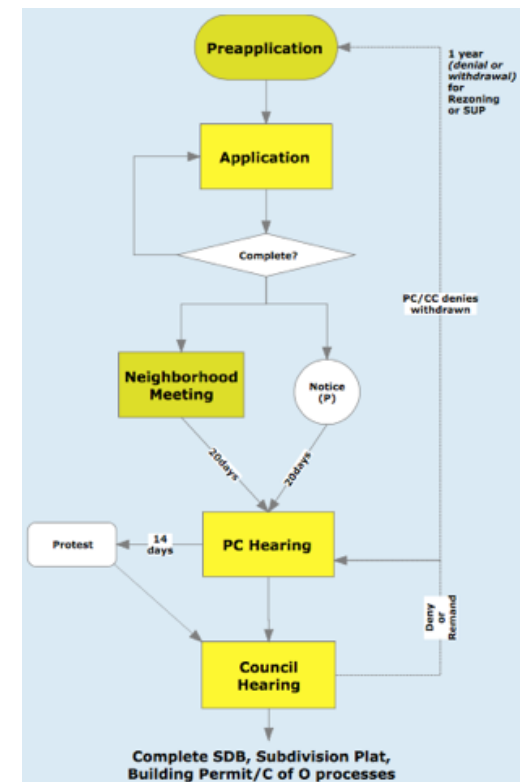 Preapplication
1 year
(denial or
withdrawal)
for
Rezoning
or SUP
Application
Complete?
PC/CC denies
withdrawn
Neighborhood
Meeting
Notice
(P)
20days
20days
Protest
14
days
PC Hearing
Deny
or
Remand
Council
Hearing
Complete SDB, Subdivision Plat,
Building Permit/C of O processes